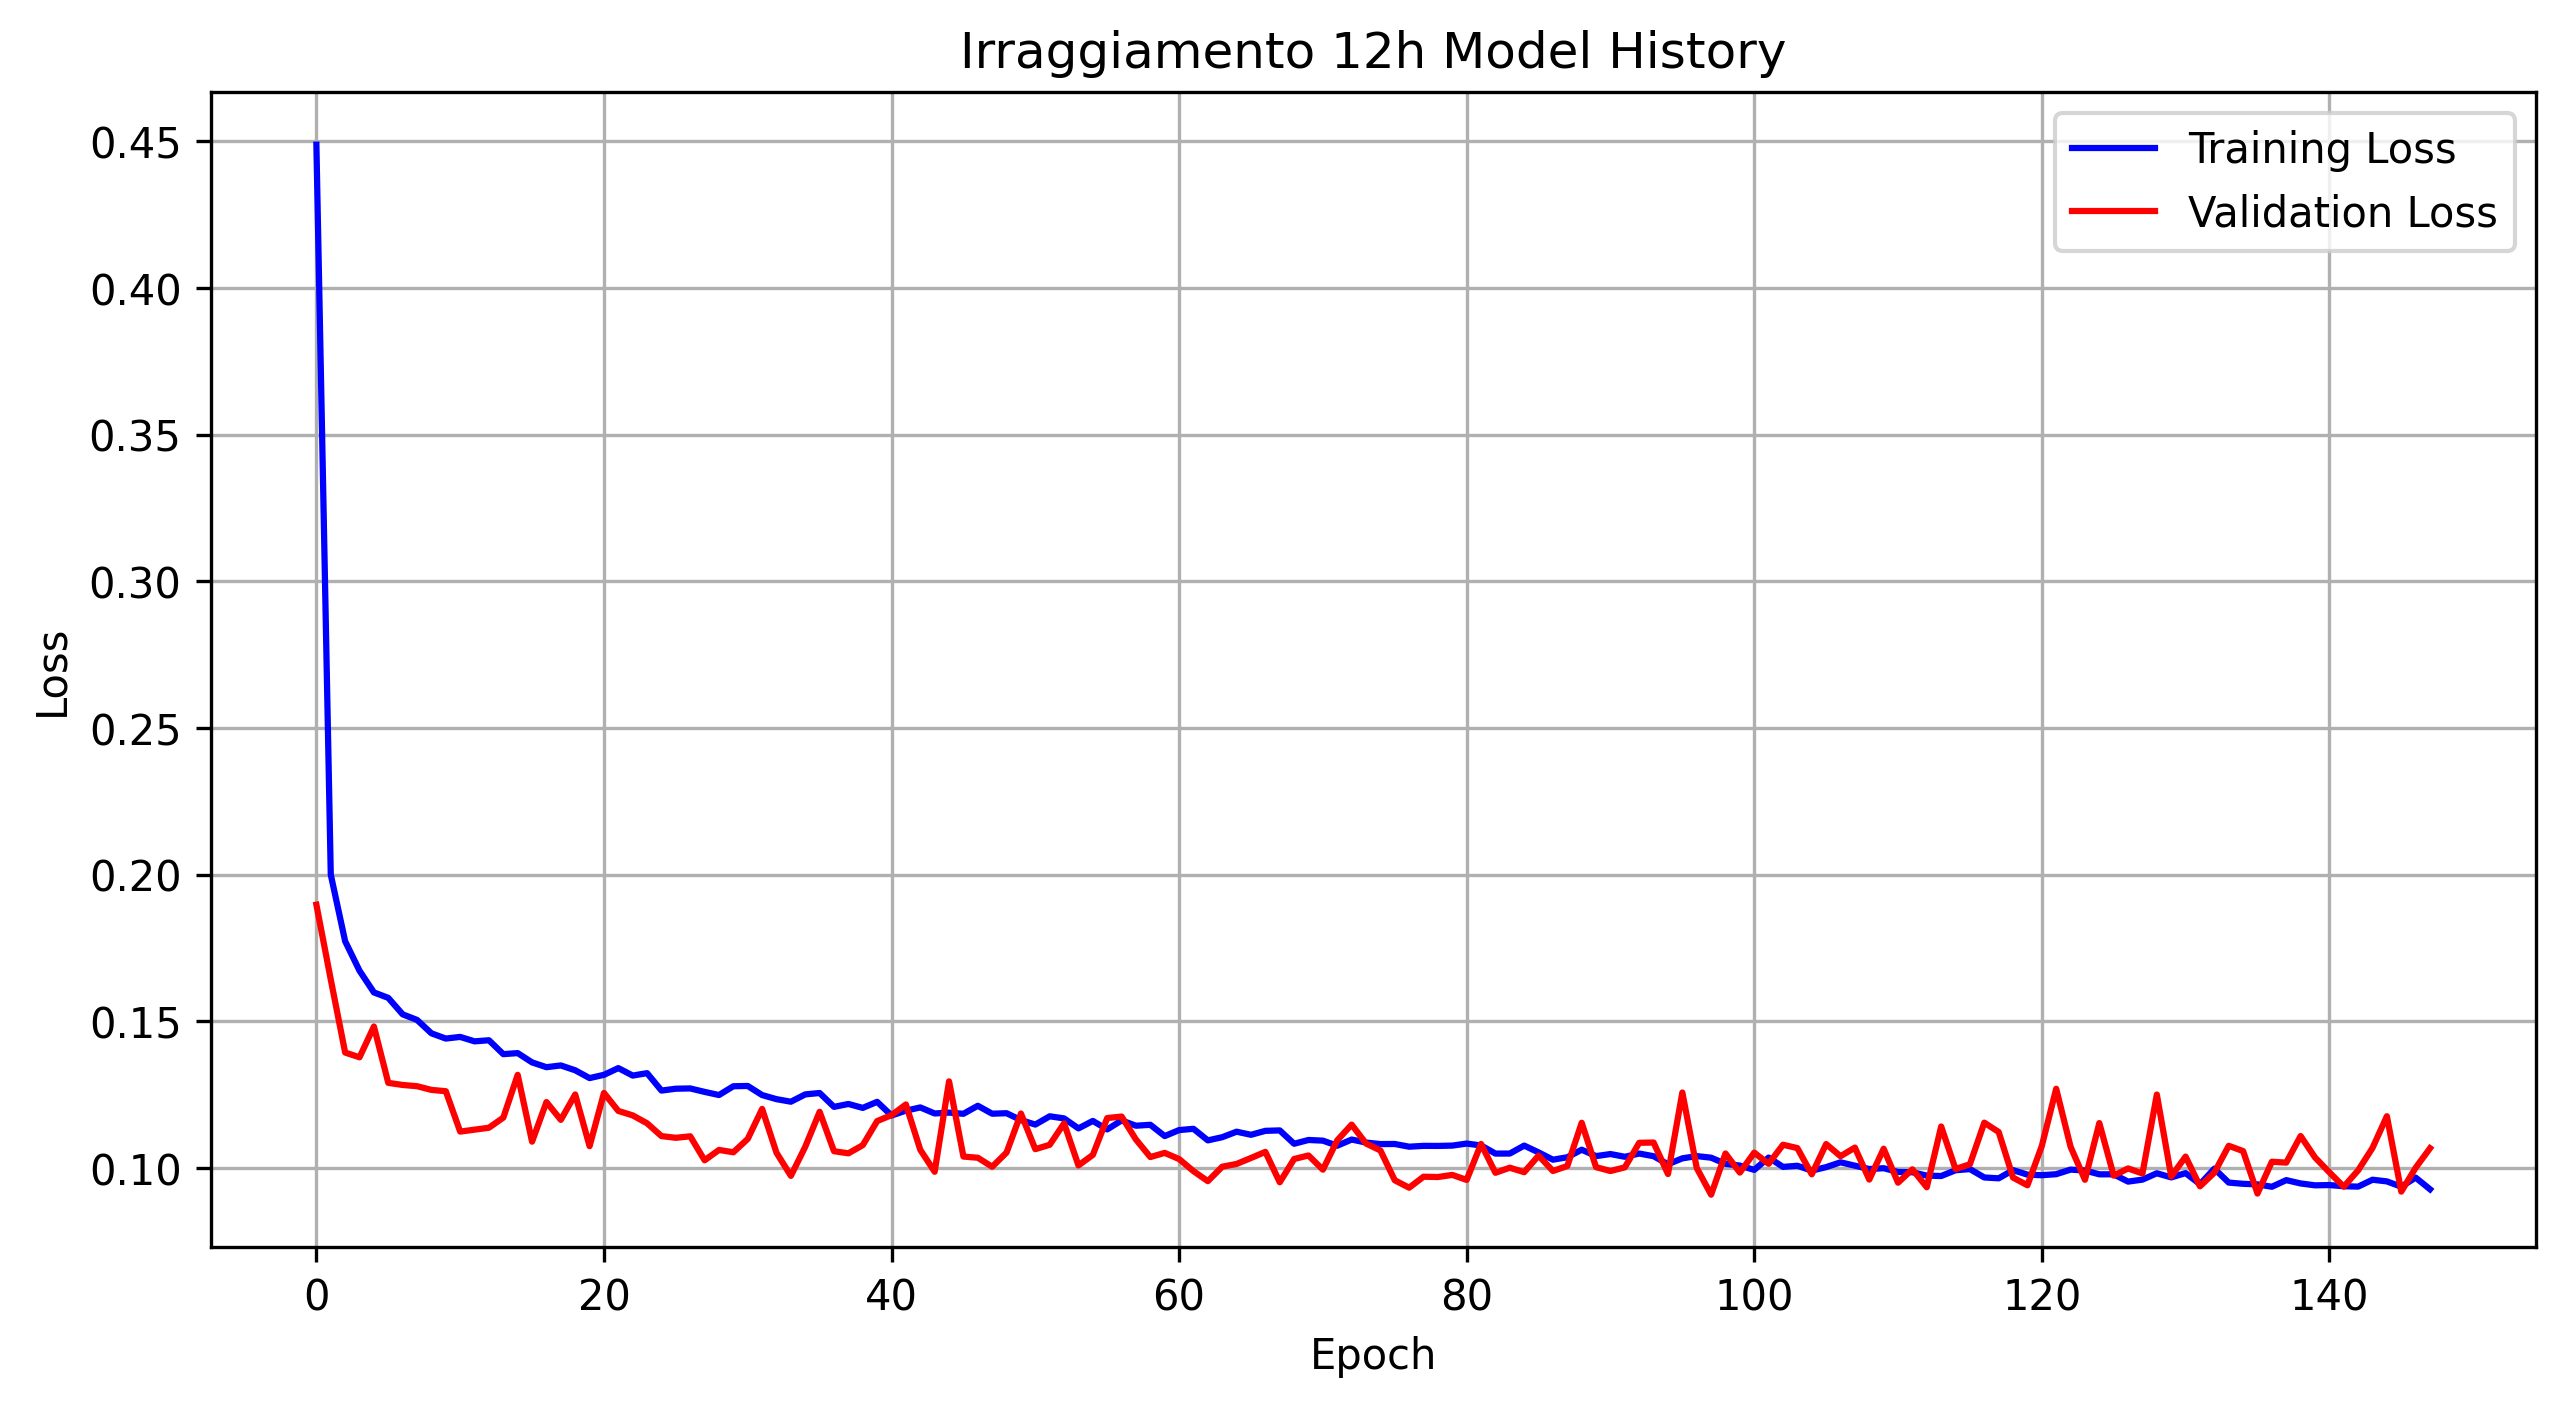 Irraggiamento 12h Model History
Training Loss
Validation Loss
0.45
0.40
0.35
0.30
0.25
0.20
0.15
0.10
Loss
0 20 40 60 80 100 120 140
Epoch